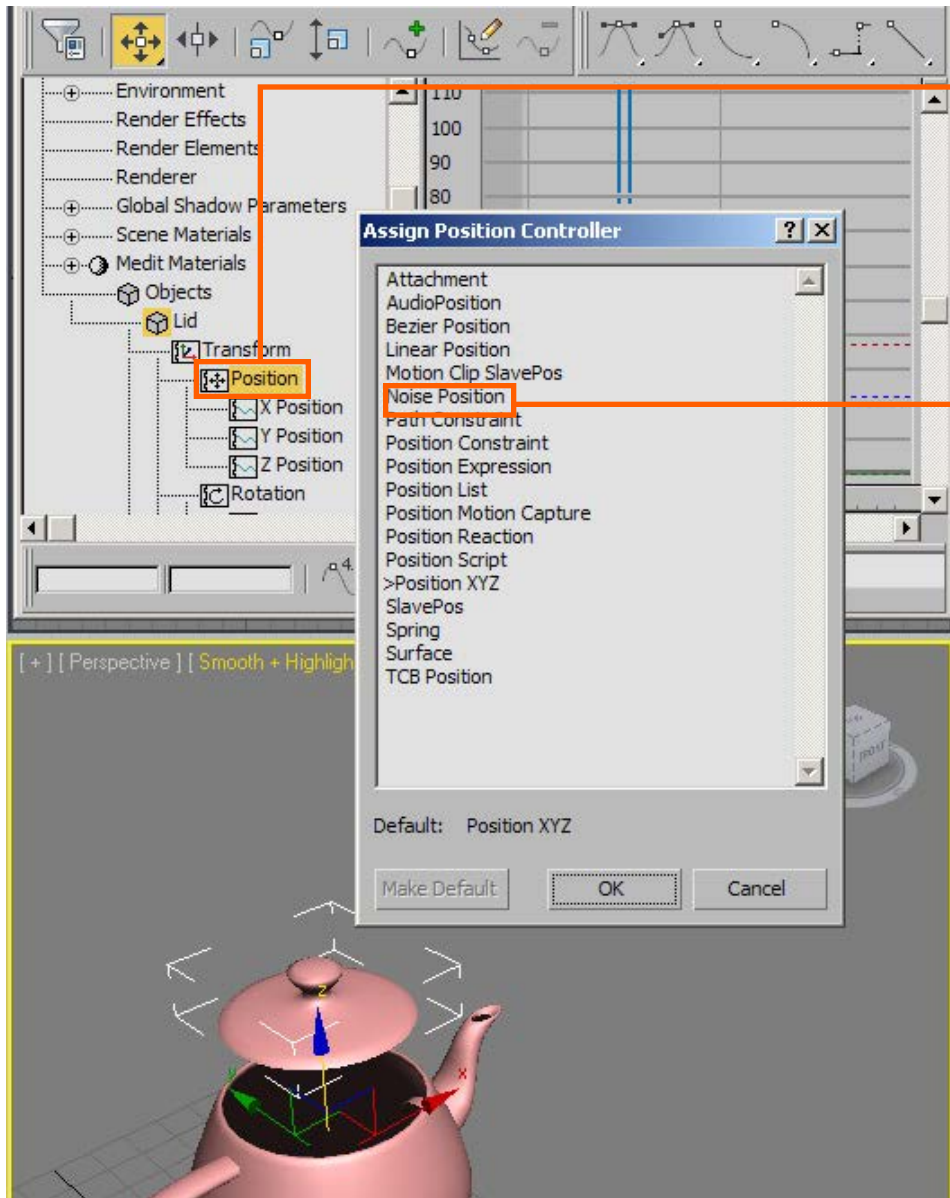 Environment
Render Effects
Render Elements
Renderer
Global Shadow Parameters
Scene Materials
Medit Materials
Objects
Lid
Transform
Position
X Position
Y Position
Z Position
Rotation
110
100
90
80
Assign Position Controller
Attachment
AudioPosition
Bezier Position
Linear Position
Motion Clip SlavePos
Noise Position
Path Constraint
Position Constraint
Position Expression
Position List
Position Motion Capture
Position Reaction
Position Script
>Position XYZ
SlavePos
Spring
Surface
TCB Position
Default: Position XYZ
Make Default OK Cancel
[ + ] [ Perspective ] [ Smooth + Highligh
FRONT
z
y
x